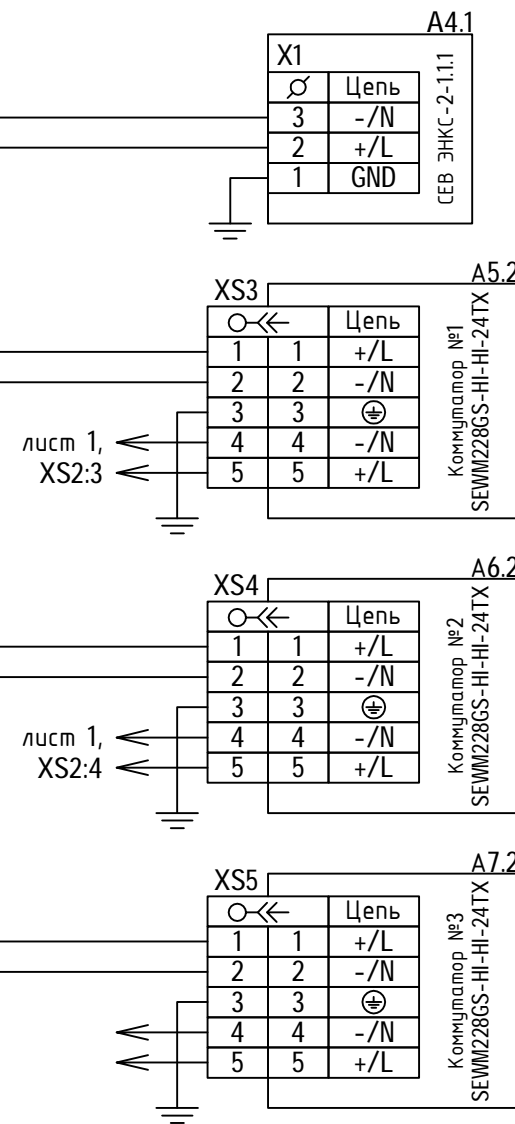 A4.1
X1
Цепь
3 -/N
2 +/L
1 GND
СЕВ ЭНКС-2-1.1.1
A5.2
XS3
Цепь
1 1 +/L
2 2 -/N
3 3
4 4 -/N
5 5 +/L
лист 1,
XS2:3
Коммутатор №1
SEWM228GS-HI-HI-24TX
A6.2
XS4
Цепь
1 1 +/L
2 2 -/N
3 3
4 4 -/N
5 5 +/L
лист 1,
XS2:4
Коммутатор №2
SEWM228GS-HI-HI-24TX
A7.2
XS5
Цепь
1 1 +/L
2 2 -/N
3 3
4 4 -/N
5 5 +/L
Коммутатор №3
SEWM228GS-HI-HI-24TX